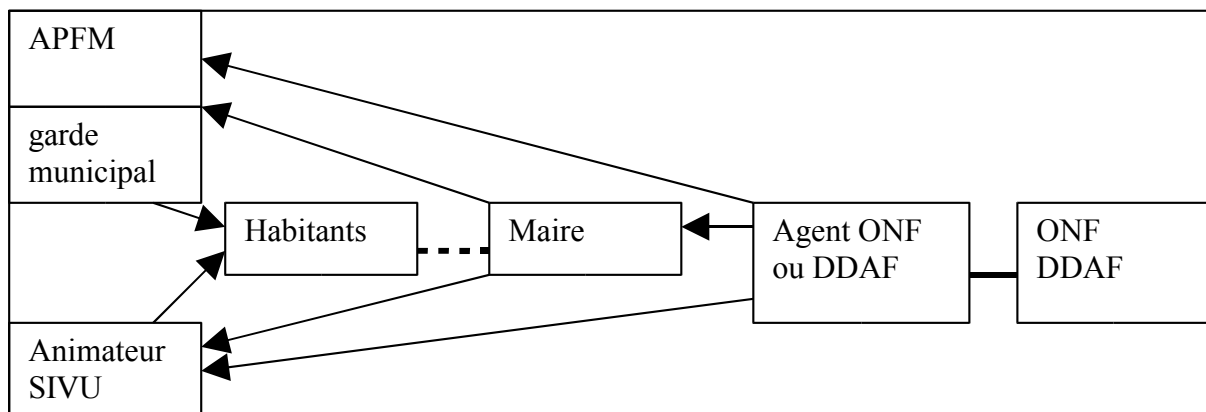 APFM
garde
municipal
Habitants
Maire
Agent ONF
ou DDAF
ONF
DDAF
Animateur
SIVU